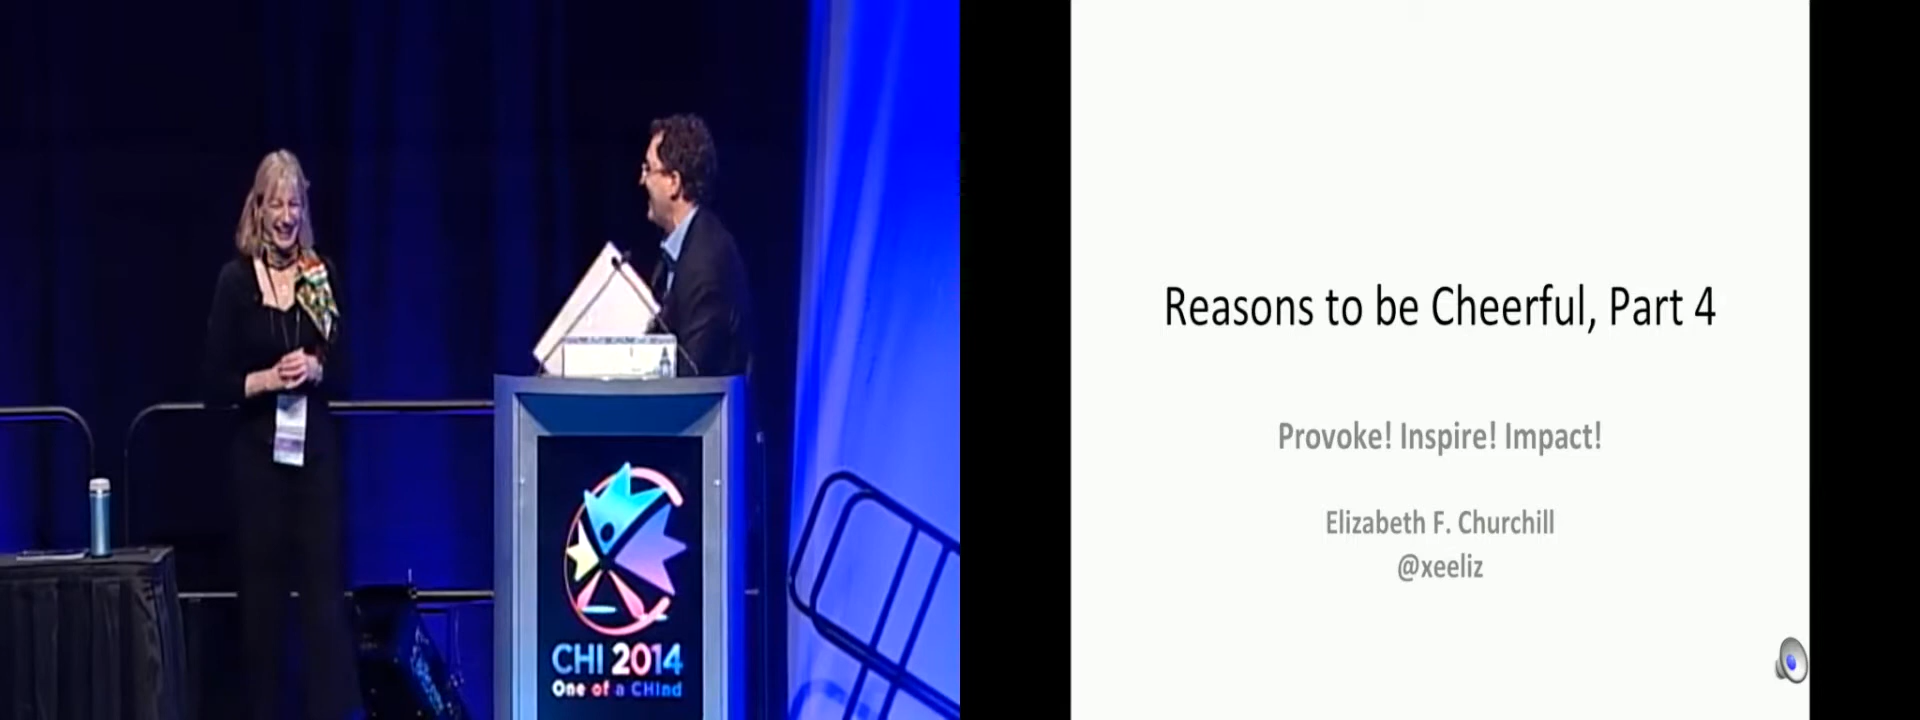 CHI 2014
One of a CHInd
Reasons to be Cheerful, Part 4
Provoke! Inspire! Impact!
Elizabeth F. Churchill
@xeeliz